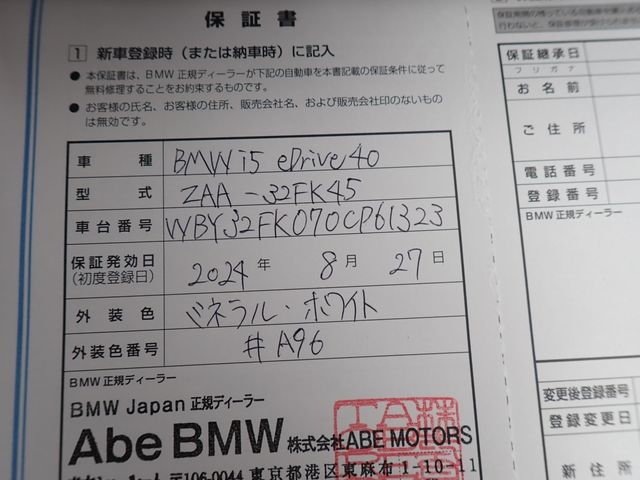 保証書
1 新車登録時（または納車時）に記入
● 本保証書は、BMW 正規ディーラーが下記の自動車を本書記載の保証条件に従って
無料修理することをお約束するものです。
● お客様の氏名、お客様の住所、販売会社名、および販売会社印のないもの
は無効です。
車種 BMW i5 eDrive40
型式 ZAA-32FK45
車台番号 WBY32FK070CP61323
保証発効日
(初度登録日) 2024年 8月 27日
外装色 ミネラル・ホワイト
外装色番号 #A96
BMW 正規ディーラー
BMW Japan 正規ディーラー
Abe BMW 株式会社ABE MOTORS
〒106-0044 東京都港区東麻布1-10-11
保証継承日
フリガナ
お名前
ご住所
電話番号
登録番号
BMW 正規ディーラー
変更後登録番号
登録変更日
新住所